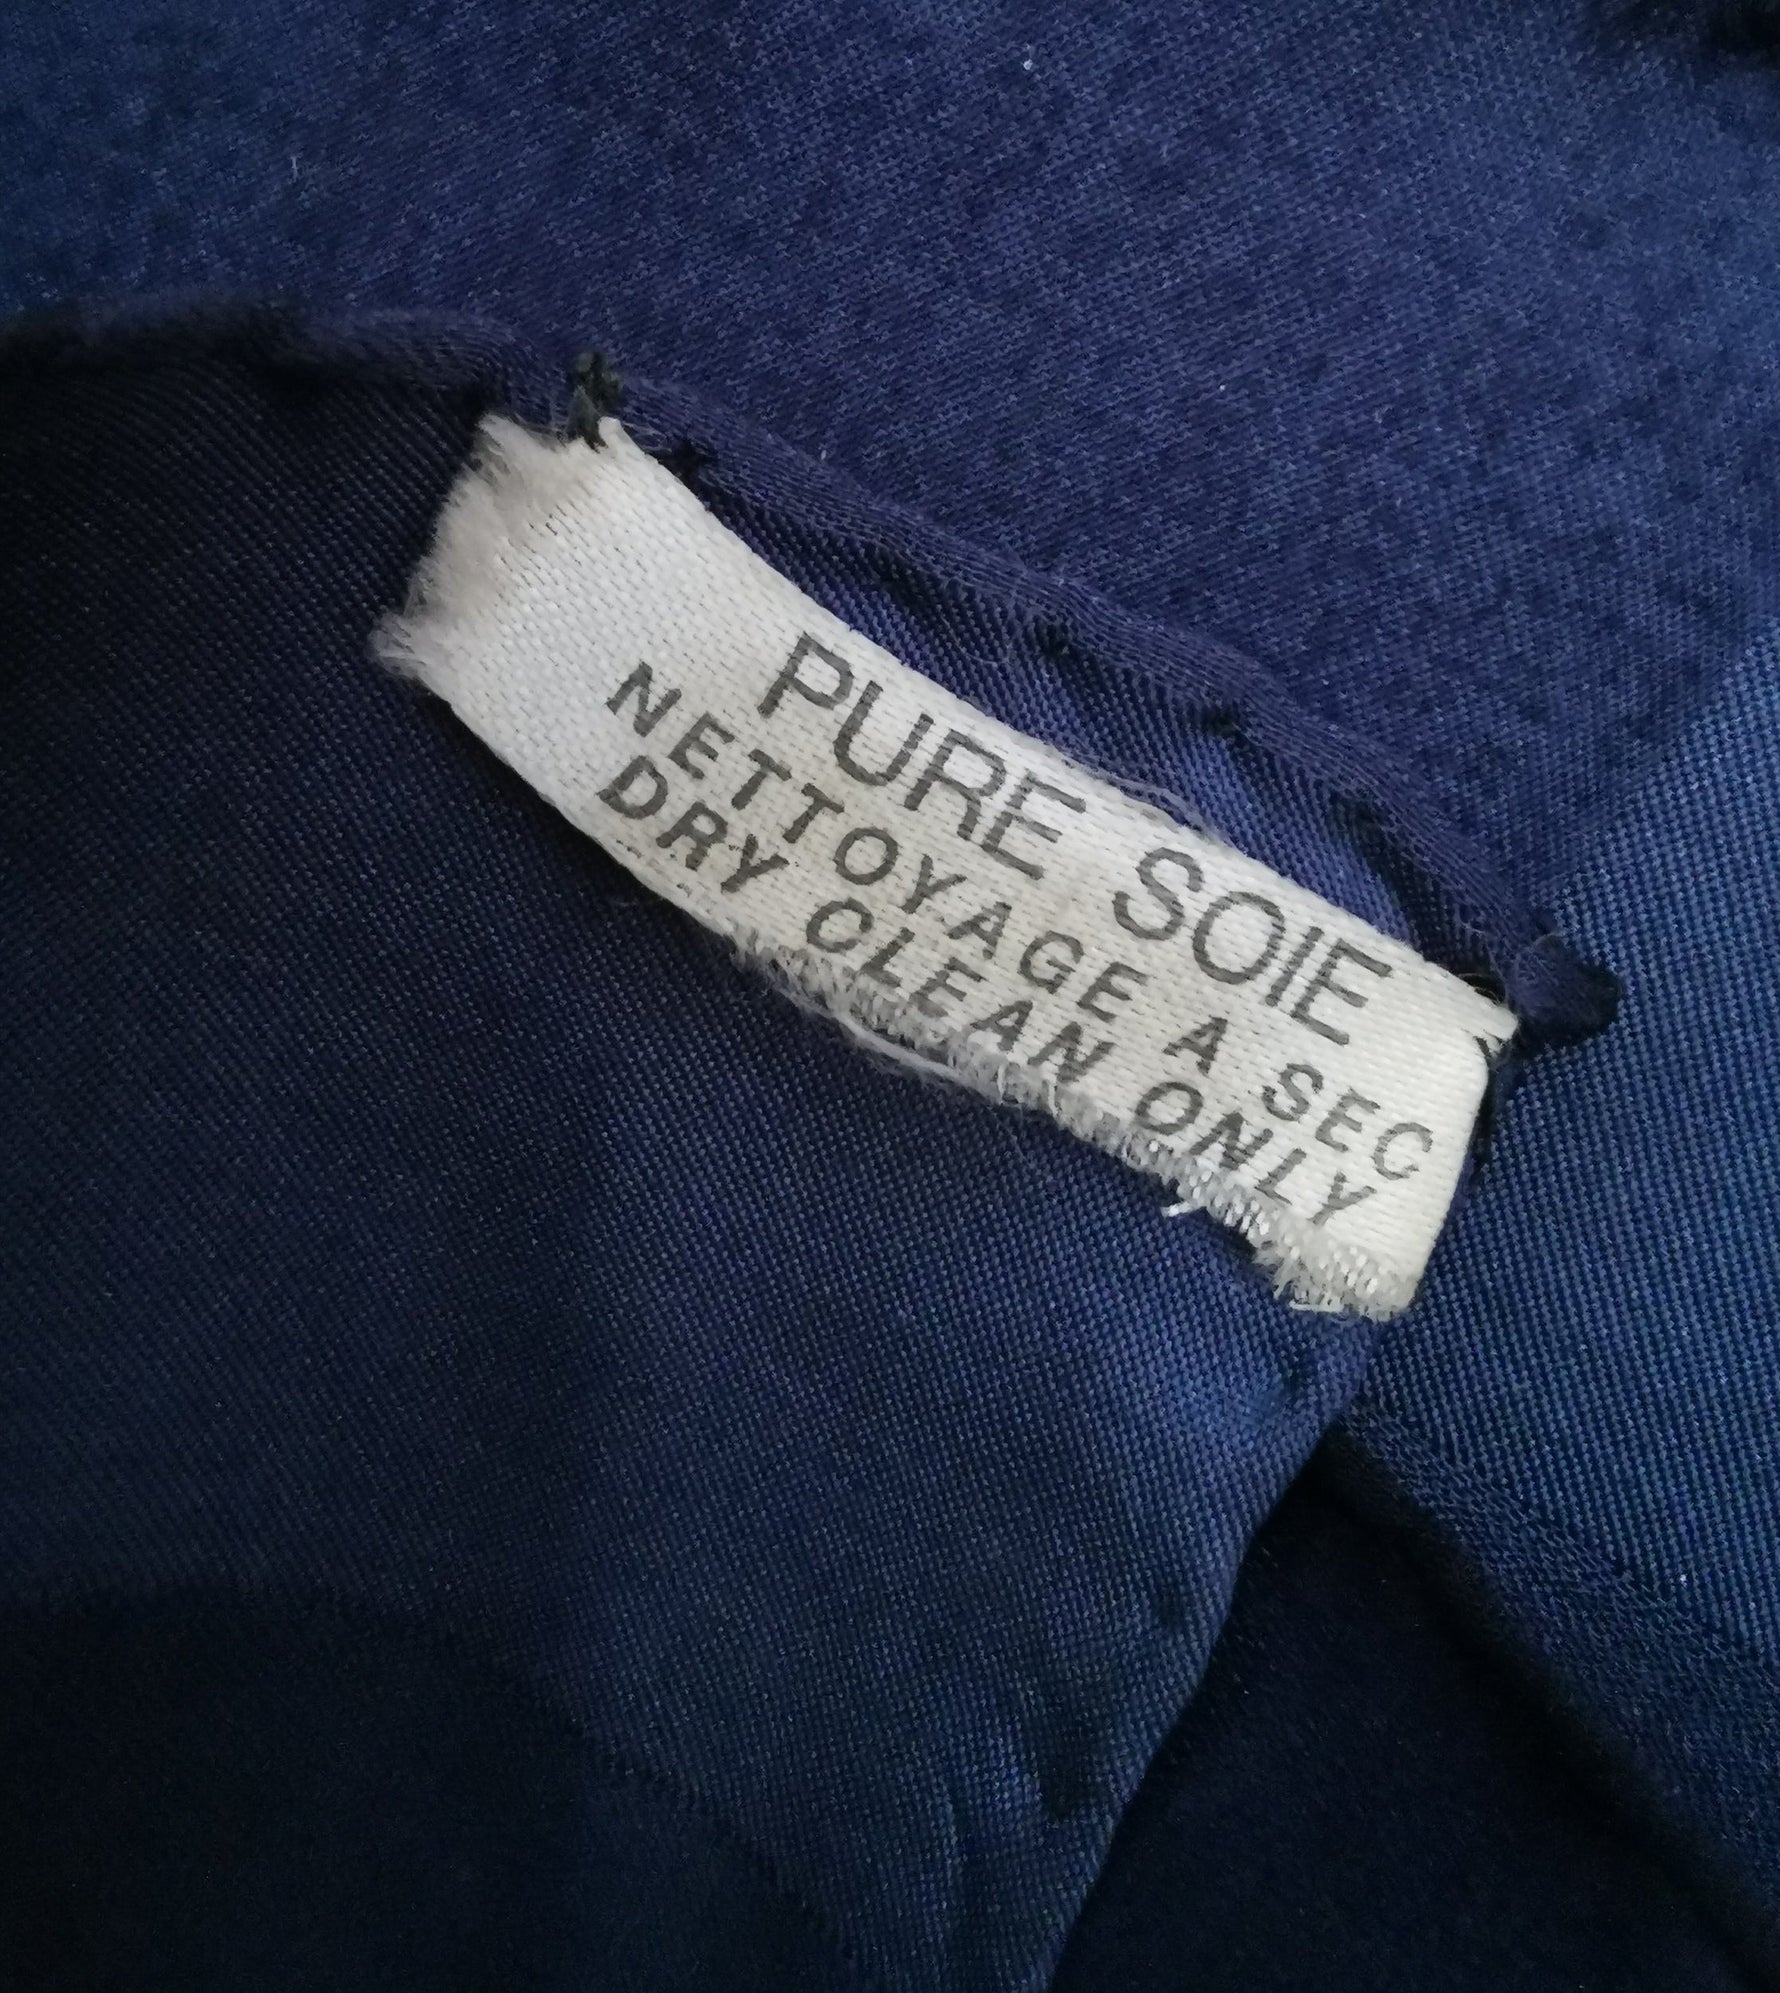 PURE SOIE
NETTOYAGE A SEC
DRY CLEAN ONLY